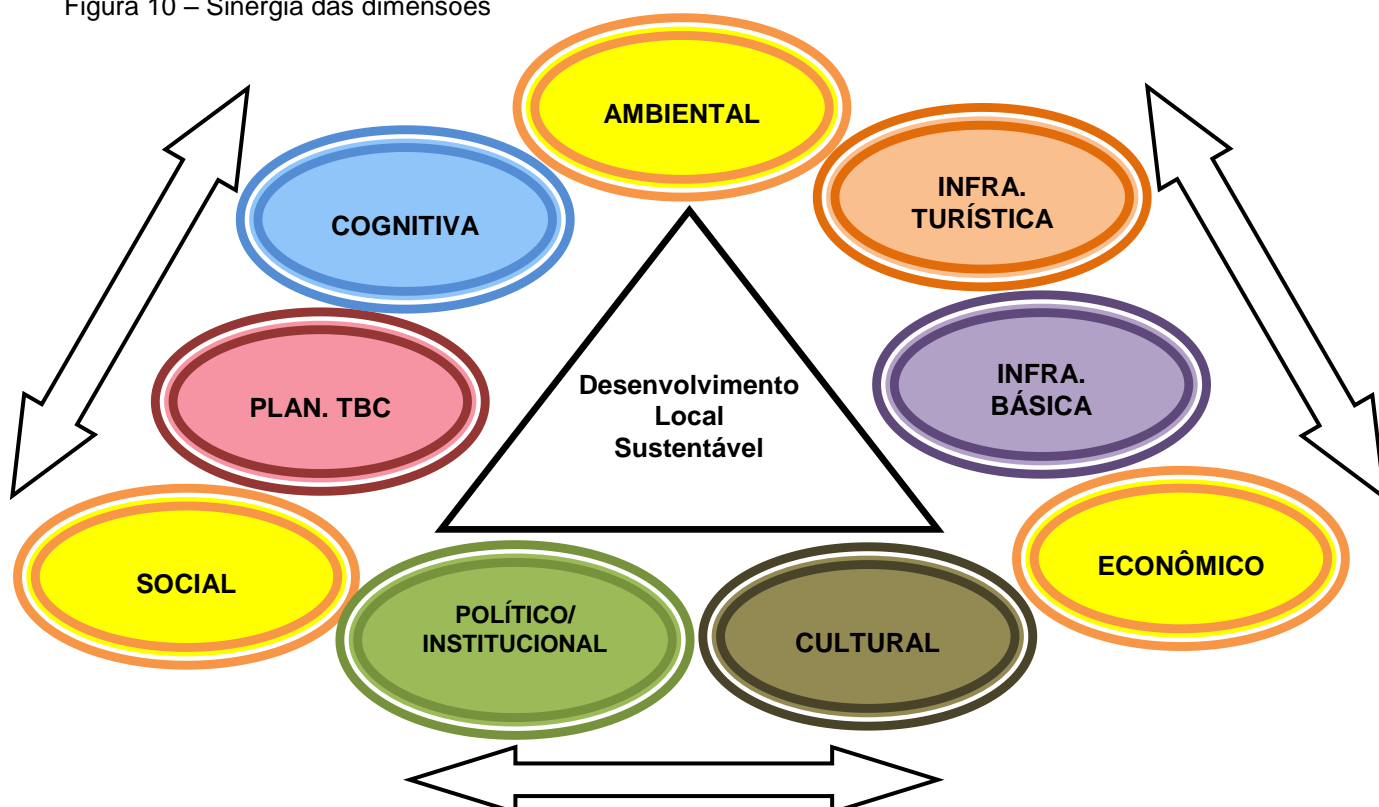 Figura 10 – Sinergia das dimensões
AMBIENTAL
INFRA.
TURÍSTICA
COGNITIVA
INFRA.
BÁSICA
PLAN. TBC
Desenvolvimento
Local
Sustentável
ECONÔMICO
SOCIAL
POLÍTICO/
INSTITUCIONAL
CULTURAL